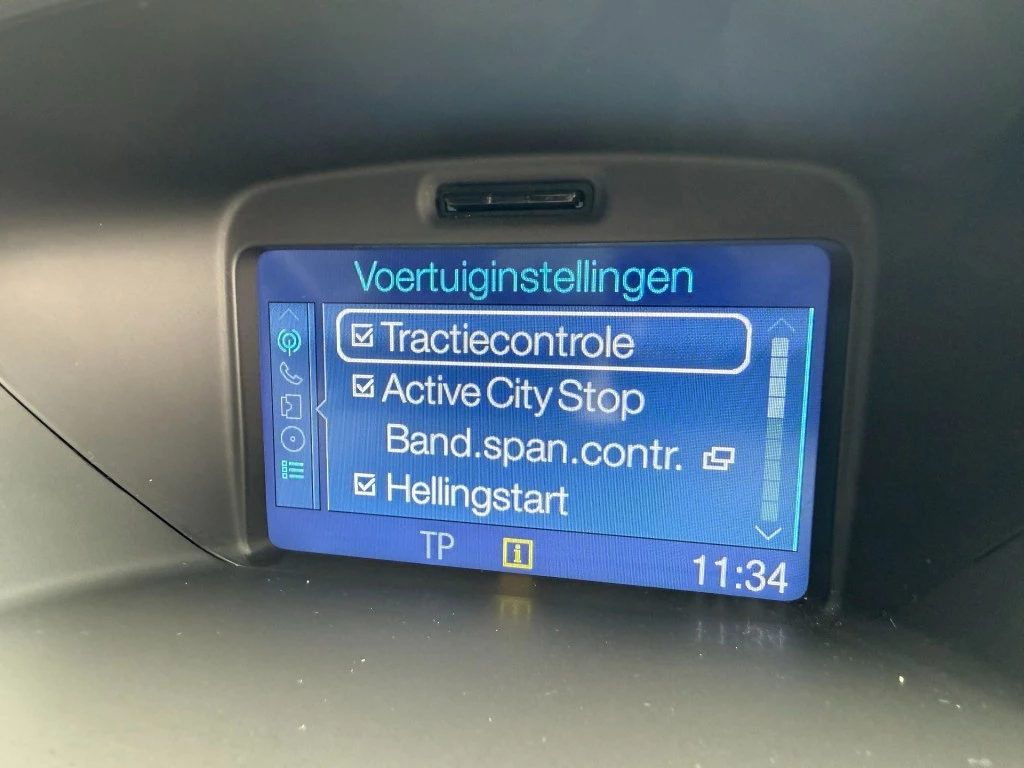 Voertuiginstellingen
Tractiecontrole
Active City Stop
Band.span.contr.
Hellingstart
TP i 11:34